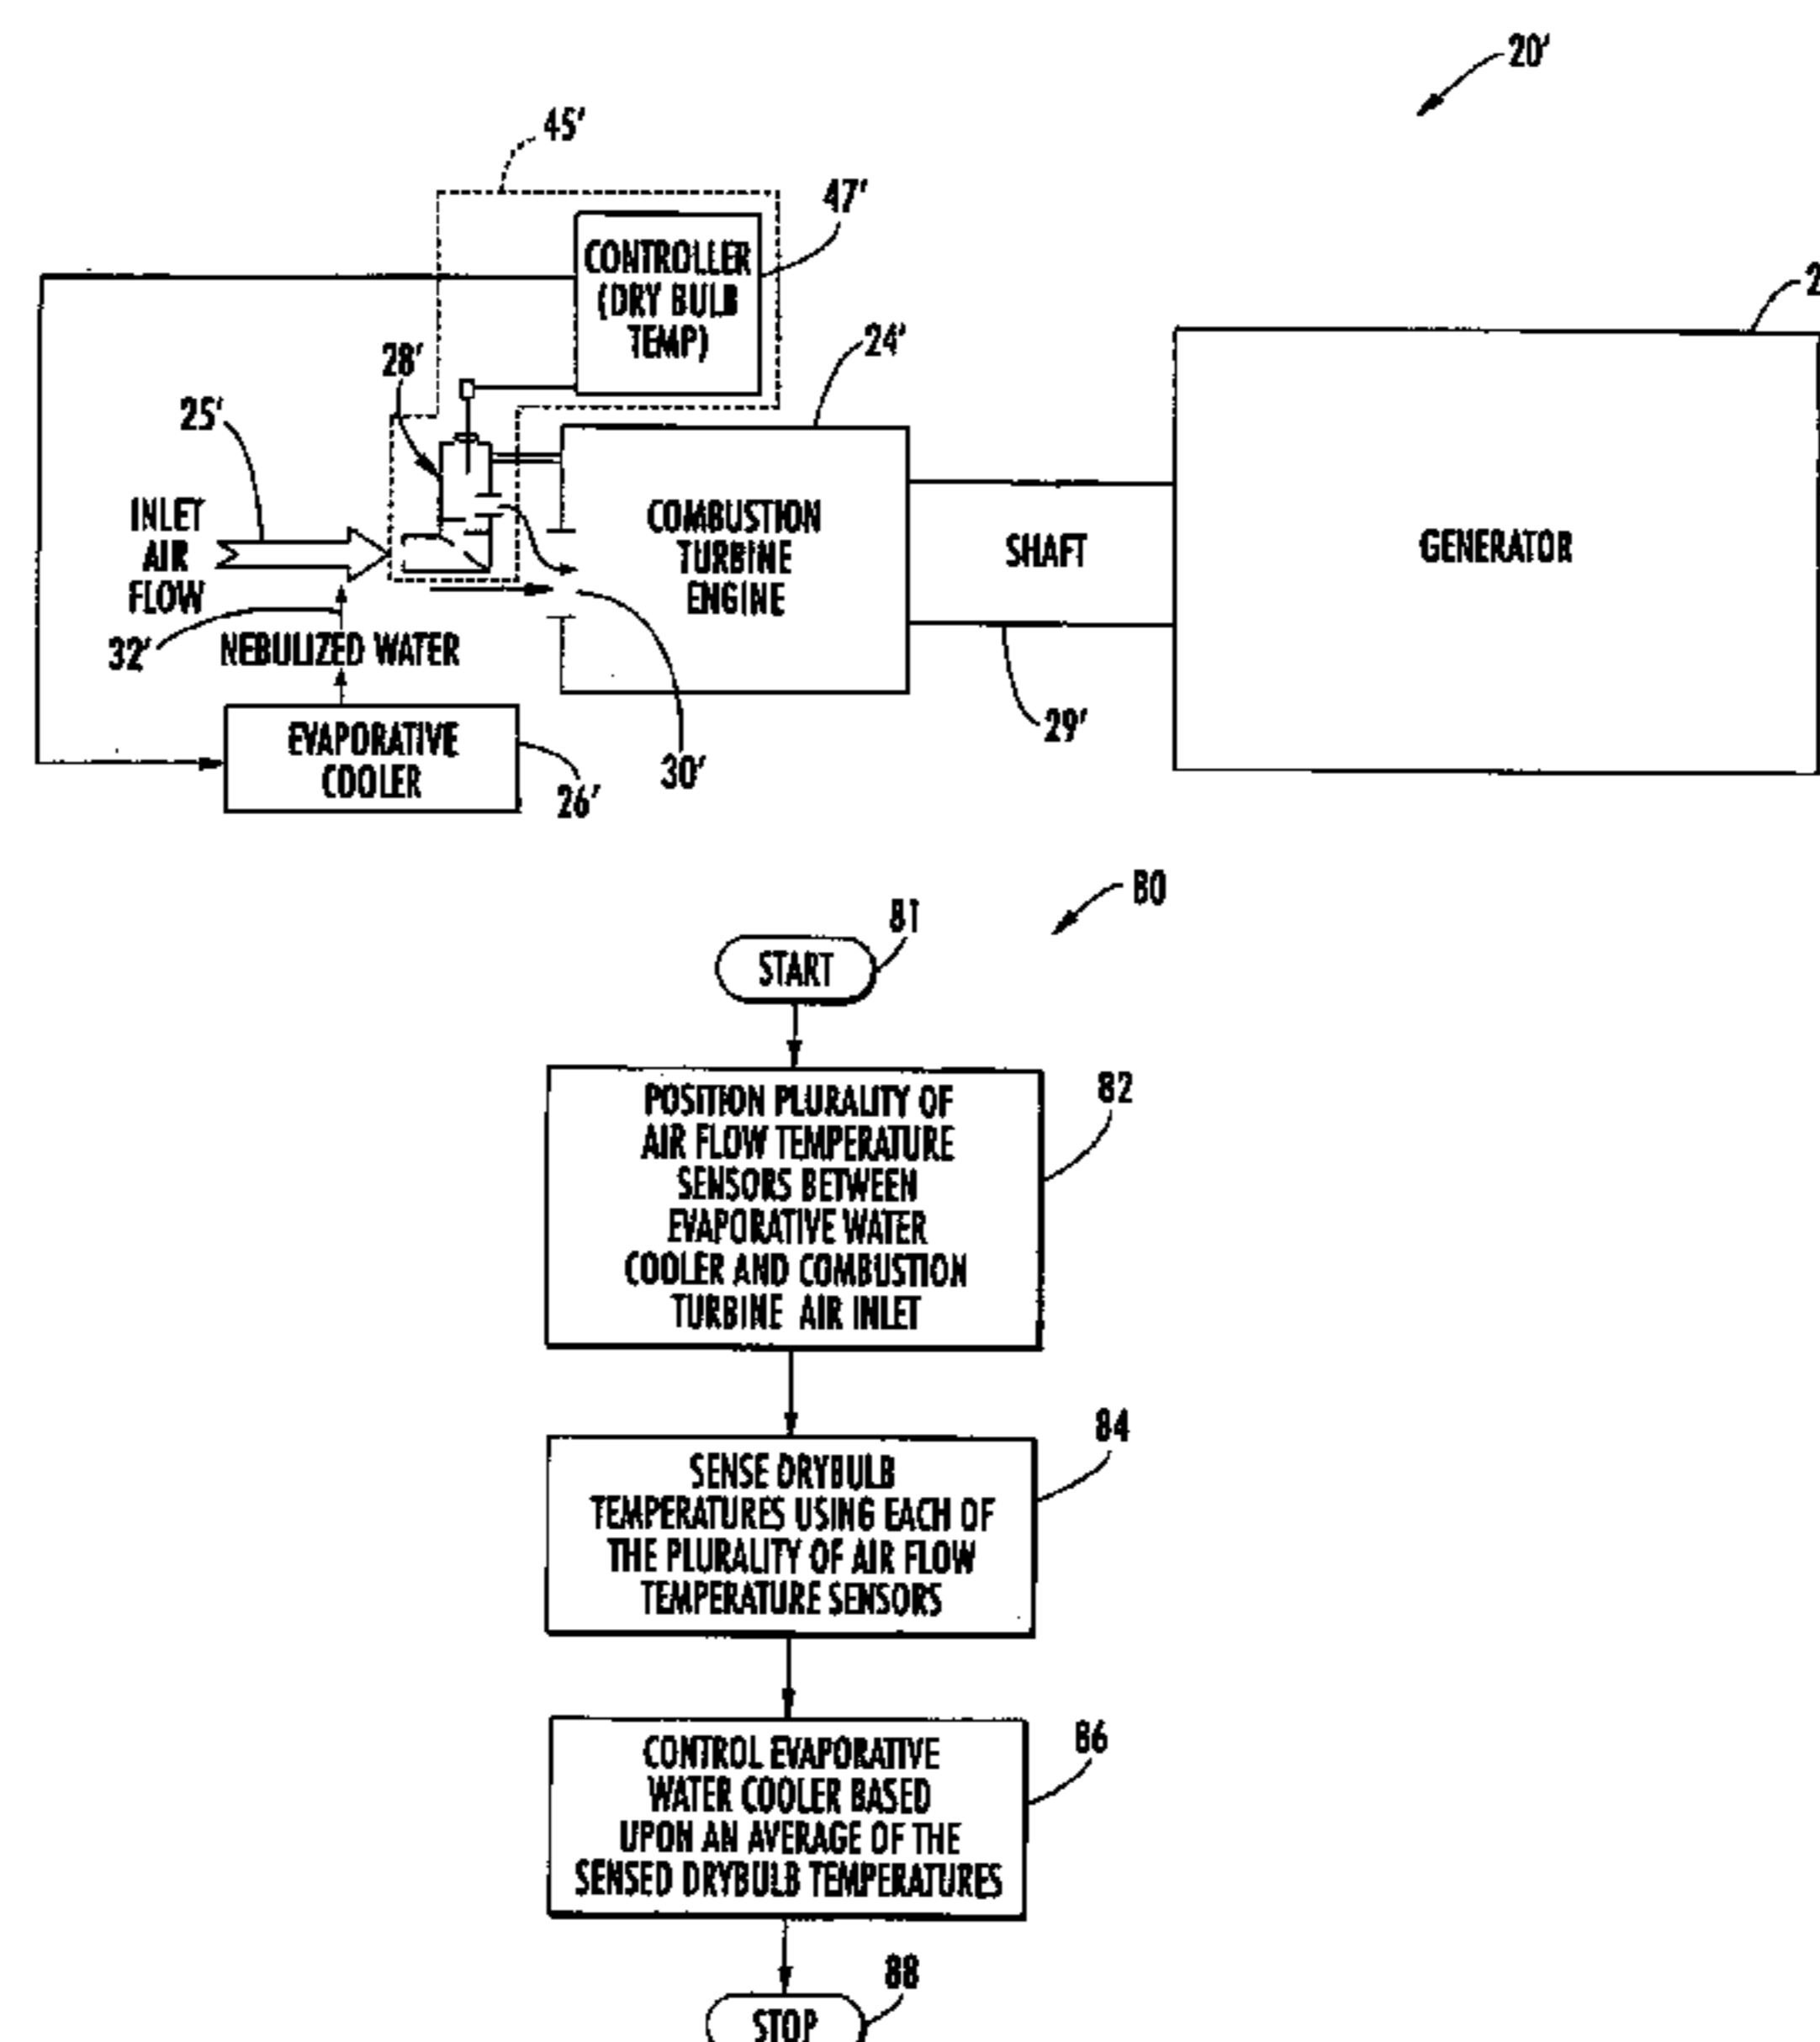 20'
45'
47'
CONTROLLER
(DRY BULB
TEMP)
24'
28'
25'
INLET
AIR
FLOW
COMBUSTION
TURBINE
ENGINE
SHAFT
GENERATOR
32'
NEBULIZED WATER
29'
30'
EVAPORATIVE
COOLER
26'
80
81
START
POSITION PLURALITY OF
AIR FLOW TEMPERATURE
SENSORS BETWEEN
EVAPORATIVE WATER
COOLER AND COMBUSTION
TURBINE AIR INLET
82
84
SENSE DRYBULB
TEMPERATURES USING EACH OF
THE PLURALITY OF AIR FLOW
TEMPERATURE SENSORS
86
CONTROL EVAPORATIVE
WATER COOLER BASED
UPON AN AVERAGE OF THE
SENSED DRYBULB TEMPERATURES
88
STOP